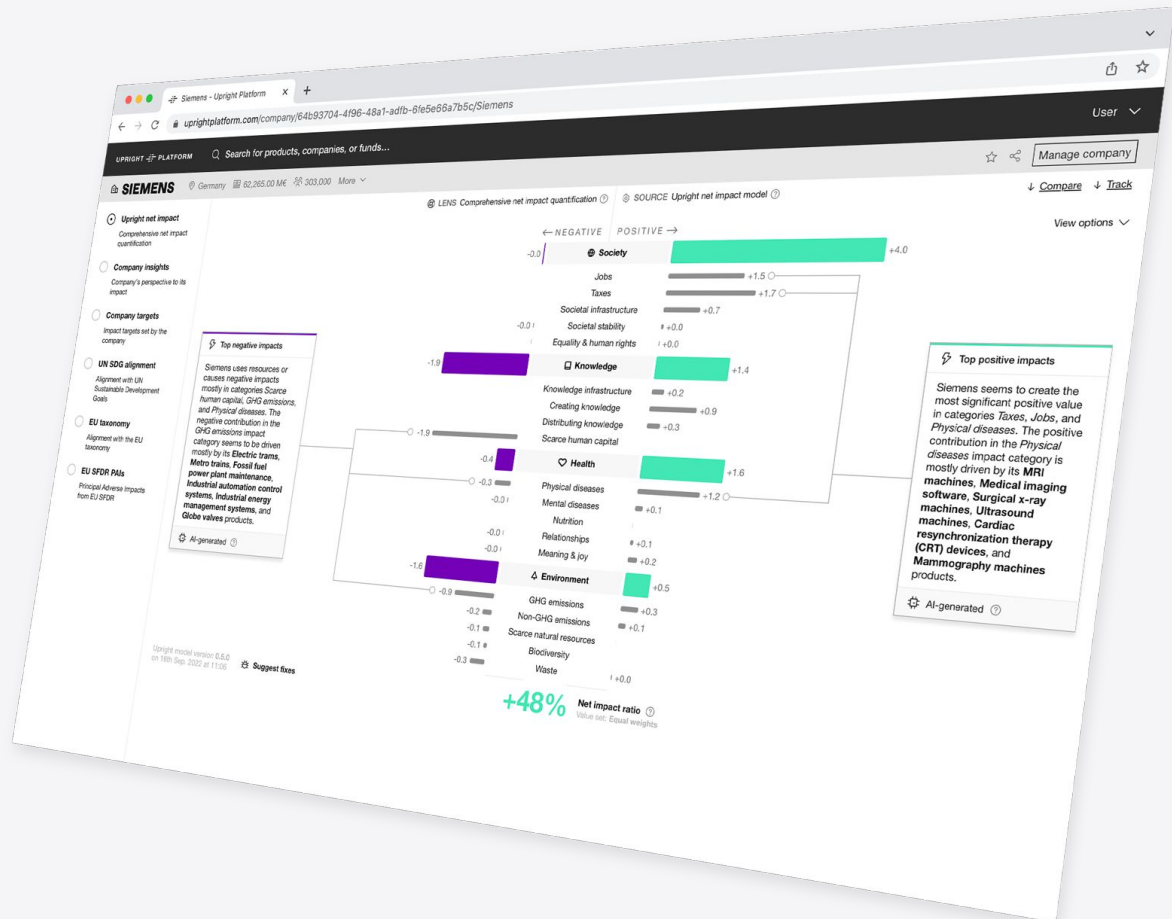 Siemens - Upright Platform
uprightplatform.com/company/64b93704-4f96-48a1-adfb-6fe5e66a7b5c/Siemens
UPRIGHT PLATFORM
Search for products, companies, or funds...
User
SIEMENS
Germany
62,265.00 M€
303,000
More
Manage company
Compare
Track
View options
Upright net impact
Comprehensive net impact
quantification
Company insights
Company's perspective to its
impact
Company targets
Impact targets set by the
company
UN SDG alignment
Alignment with UN
Sustainable Development
Goals
EU taxonomy
Alignment with the EU
taxonomy
EU SFDR PAIs
Principal Adverse Impacts
from EU SFDR
LENS Comprehensive net impact quantification
SOURCE Upright net impact model
←NEGATIVE POSITIVE→
-0.0 Society +4.0
Jobs +1.5
Taxes +1.7
Societal infrastructure +0.7
-0.0 Societal stability +0.0
Equality & human rights +0.0
-1.9 Knowledge +1.4
Knowledge infrastructure +0.2
Creating knowledge +0.9
Distributing knowledge +0.3
-1.9 Scarce human capital
-0.4 Health +1.6
-0.3 Physical diseases +1.2
-0.0 Mental diseases +0.1
Nutrition
-0.0 Relationships +0.1
-0.0 Meaning & joy +0.2
-1.6 Environment +0.5
-0.9 GHG emissions +0.3
-0.2 Non-GHG emissions +0.1
-0.1 Scarce natural resources
-0.1 Biodiversity
-0.3 Waste +0.0
+48%
Net impact ratio
Value set: Equal weights
Top negative impacts
Siemens uses resources or
causes negative impacts
mostly in categories Scarce
human capital, GHG emissions,
and Physical diseases. The
negative contribution in the
GHG emissions impact
category seems to be driven
mostly by its Electric trams,
Metro trains, Fossil fuel
power plant maintenance,
Industrial automation control
systems, Industrial energy
management systems, and
Globe valves products.
AI-generated
Top positive impacts
Siemens seems to create the
most significant positive value
in categories Taxes, Jobs, and
Physical diseases. The positive
contribution in the Physical
diseases impact category is
mostly driven by its MRI
machines, Medical imaging
software, Surgical x-ray
machines, Ultrasound
machines, Cardiac
resynchronization therapy
(CRT) devices, and
Mammography machines
products.
AI-generated
Upright model version 0.5.0
on 16th Sep. 2022 at 11:06
Suggest fixes